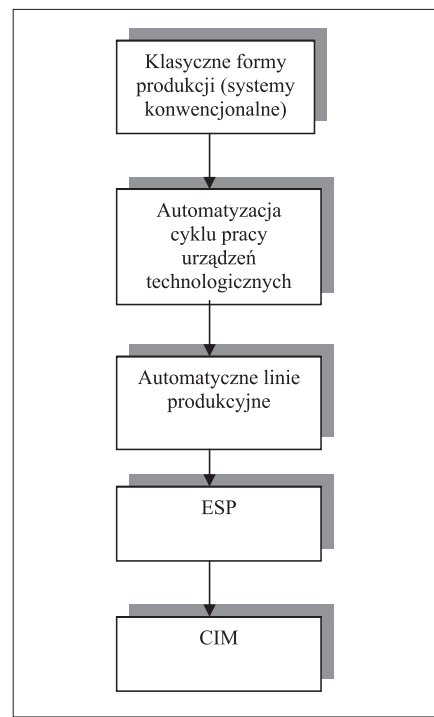 Klasyczne formy
produkcji (systemy
konwencjonalne)
Automatyzacja
cyklu pracy
urządzeń
technologicznych
Automatyczne linie
produkcyjne
ESP
CIM